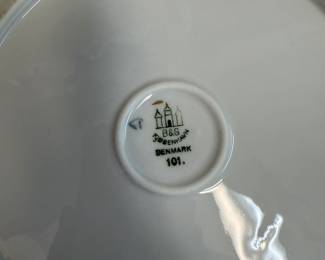 B&G
KJØBENHAVN
DENMARK
101.